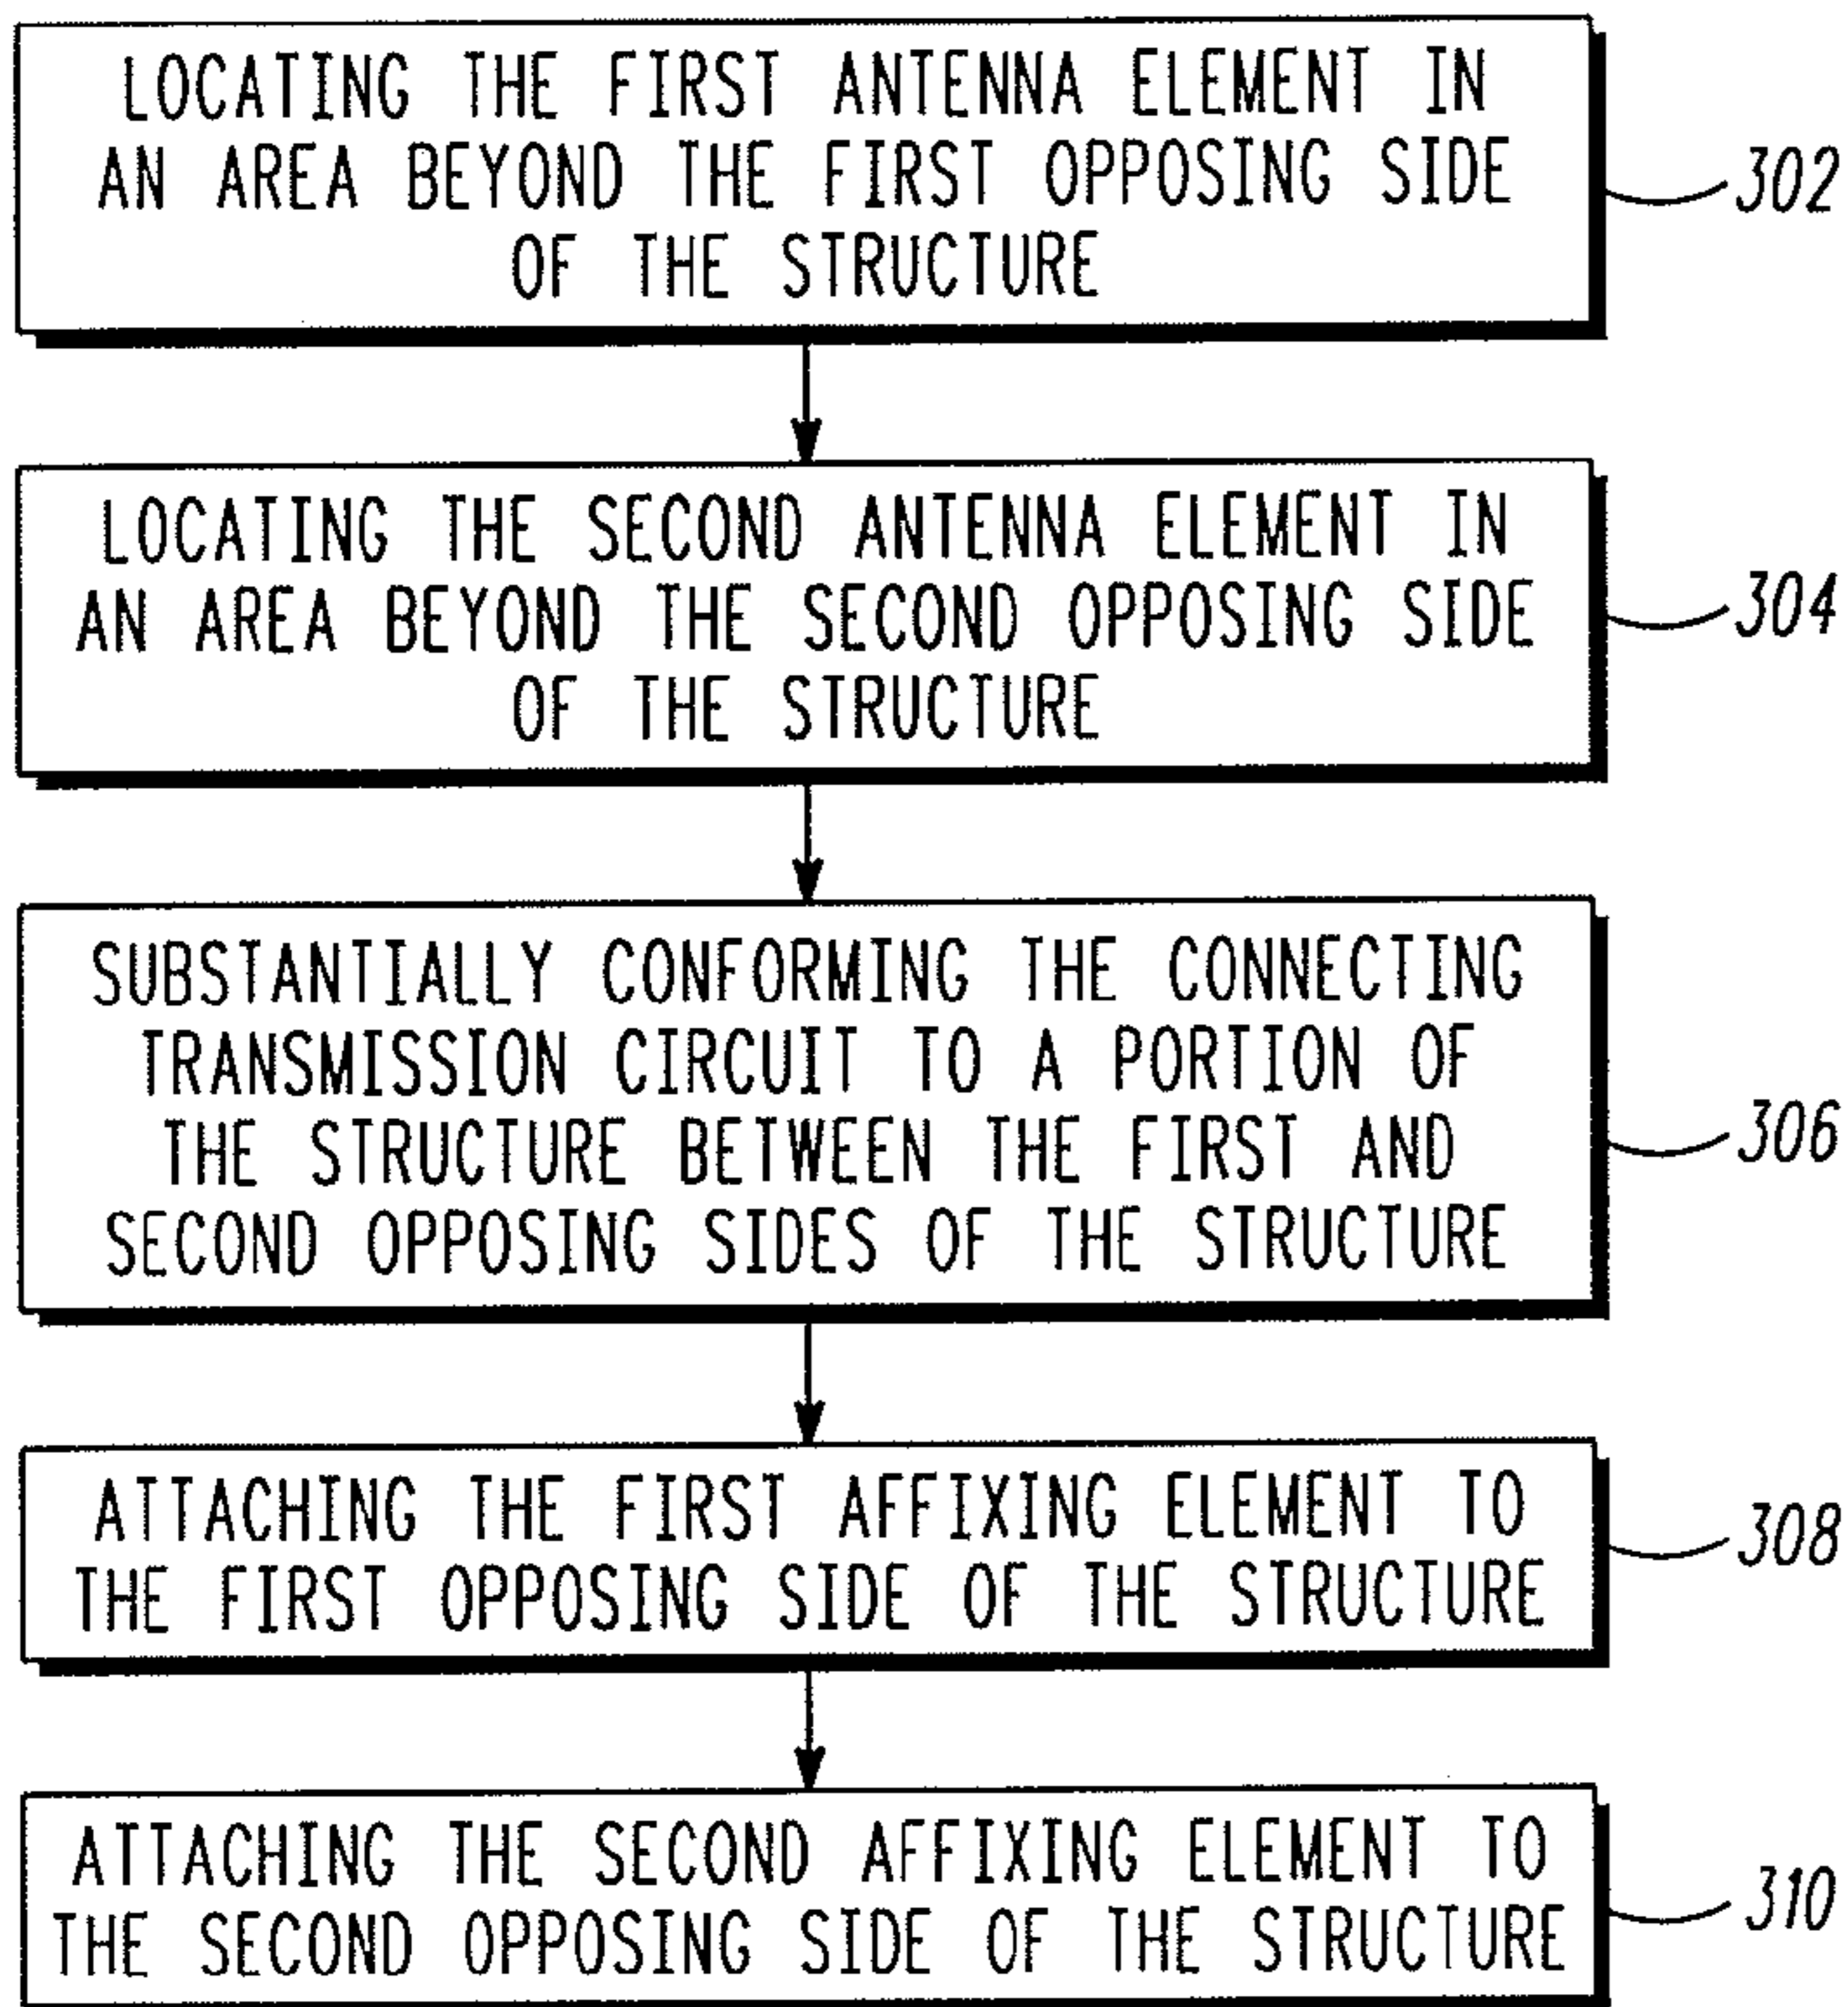 LOCATING THE FIRST ANTENNA ELEMENT IN
AN AREA BEYOND THE FIRST OPPOSING SIDE
OF THE STRUCTURE
302
LOCATING THE SECOND ANTENNA ELEMENT IN
AN AREA BEYOND THE SECOND OPPOSING SIDE
OF THE STRUCTURE
304
SUBSTANTIALLY CONFORMING THE CONNECTING
TRANSMISSION CIRCUIT TO A PORTION OF
THE STRUCTURE BETWEEN THE FIRST AND
SECOND OPPOSING SIDES OF THE STRUCTURE
306
ATTACHING THE FIRST AFFIXING ELEMENT TO
THE FIRST OPPOSING SIDE OF THE STRUCTURE
308
ATTACHING THE SECOND AFFIXING ELEMENT TO
THE SECOND OPPOSING SIDE OF THE STRUCTURE
310